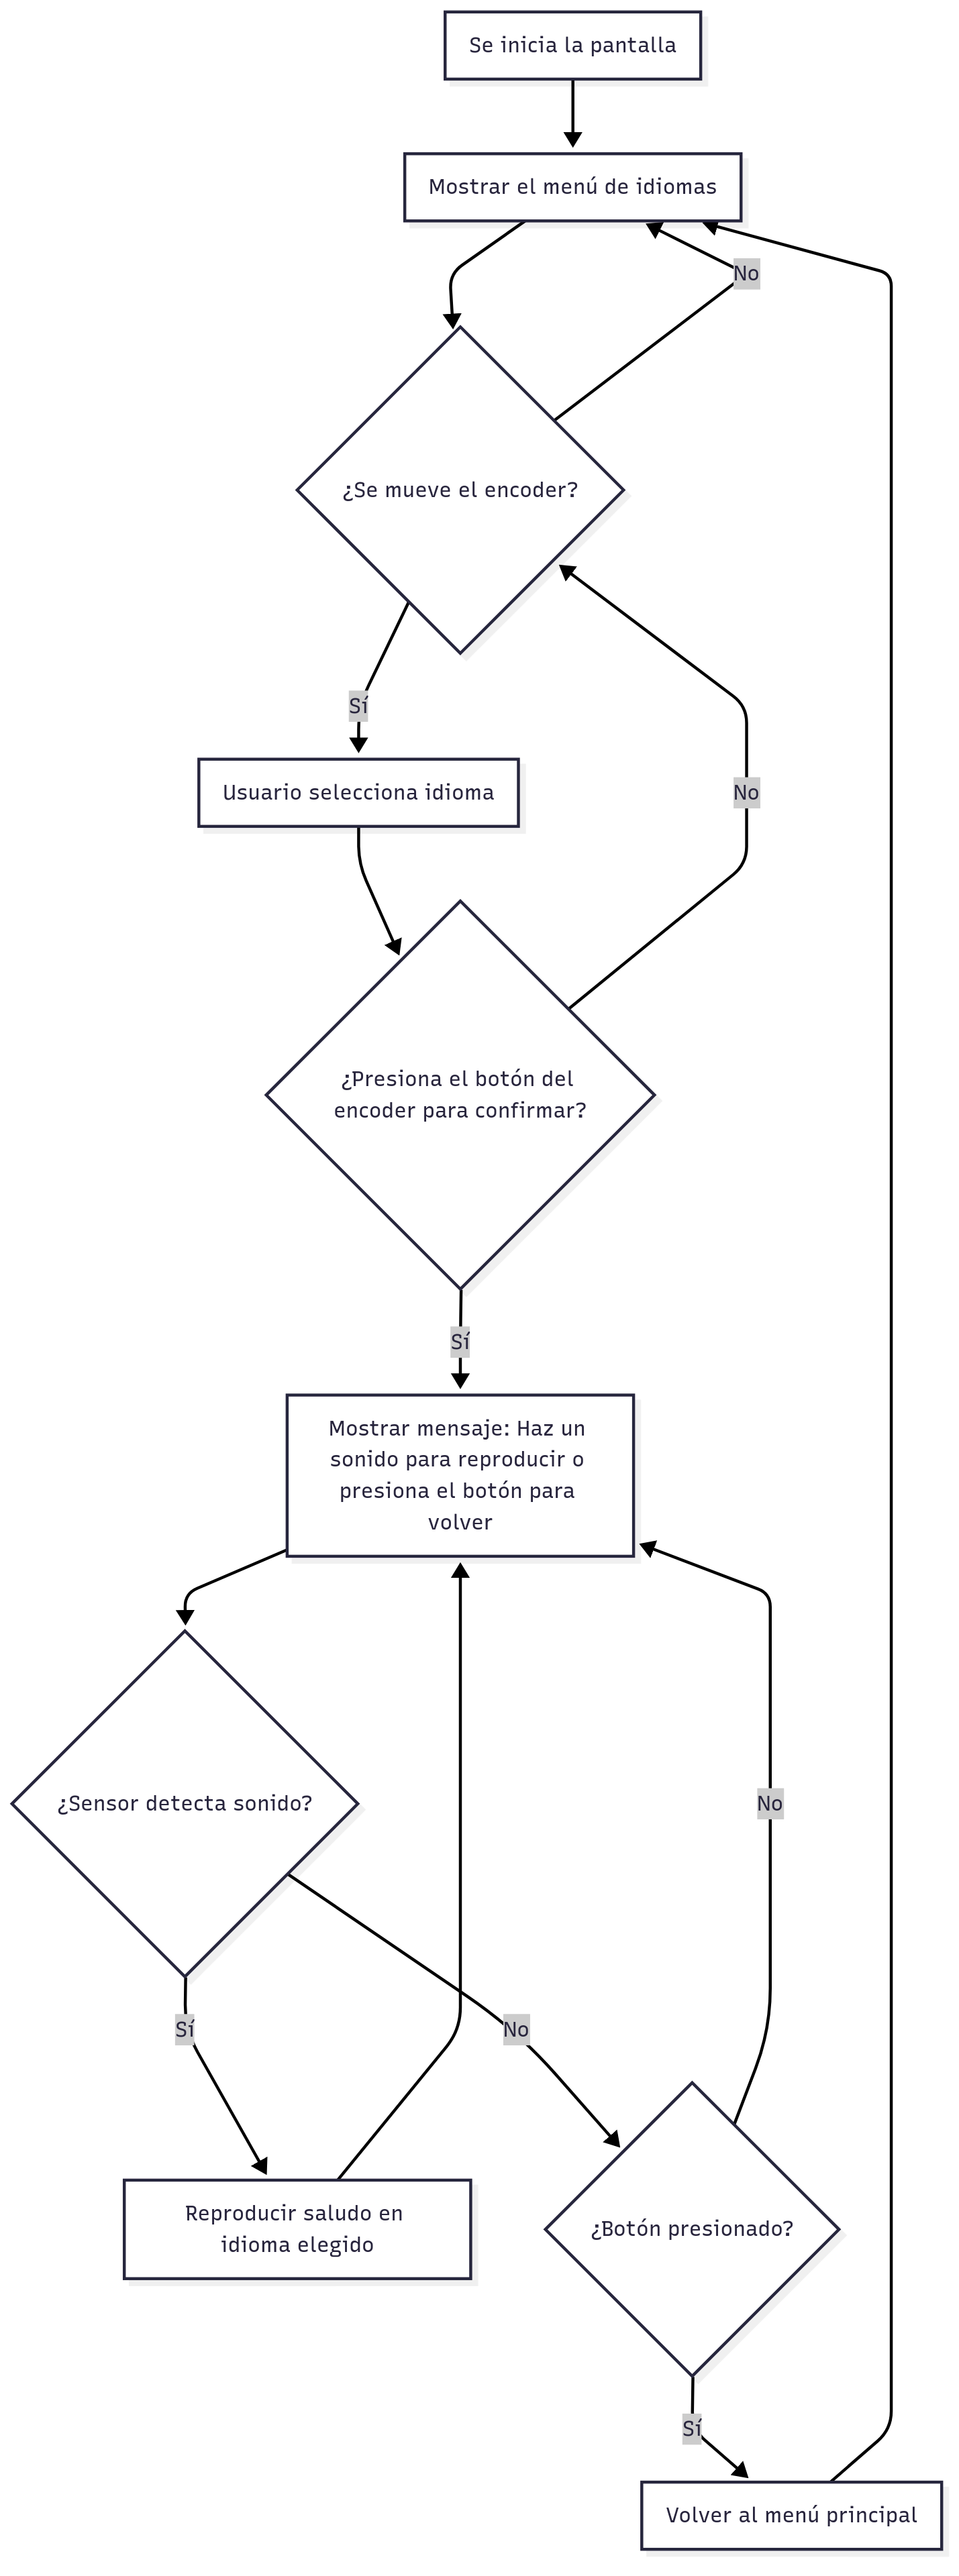 Se inicia la pantalla
Mostrar el menú de idiomas
No
¿Se mueve el encoder?
Sí
Usuario selecciona idioma
No
¿Presiona el botón del
encoder para confirmar?
Sí
Mostrar mensaje: Haz un
sonido para reproducir o
presiona el botón para
volver
¿Sensor detecta sonido?
No
Sí
No
Reproducir saludo en
idioma elegido
¿Botón presionado?
Sí
Volver al menú principal